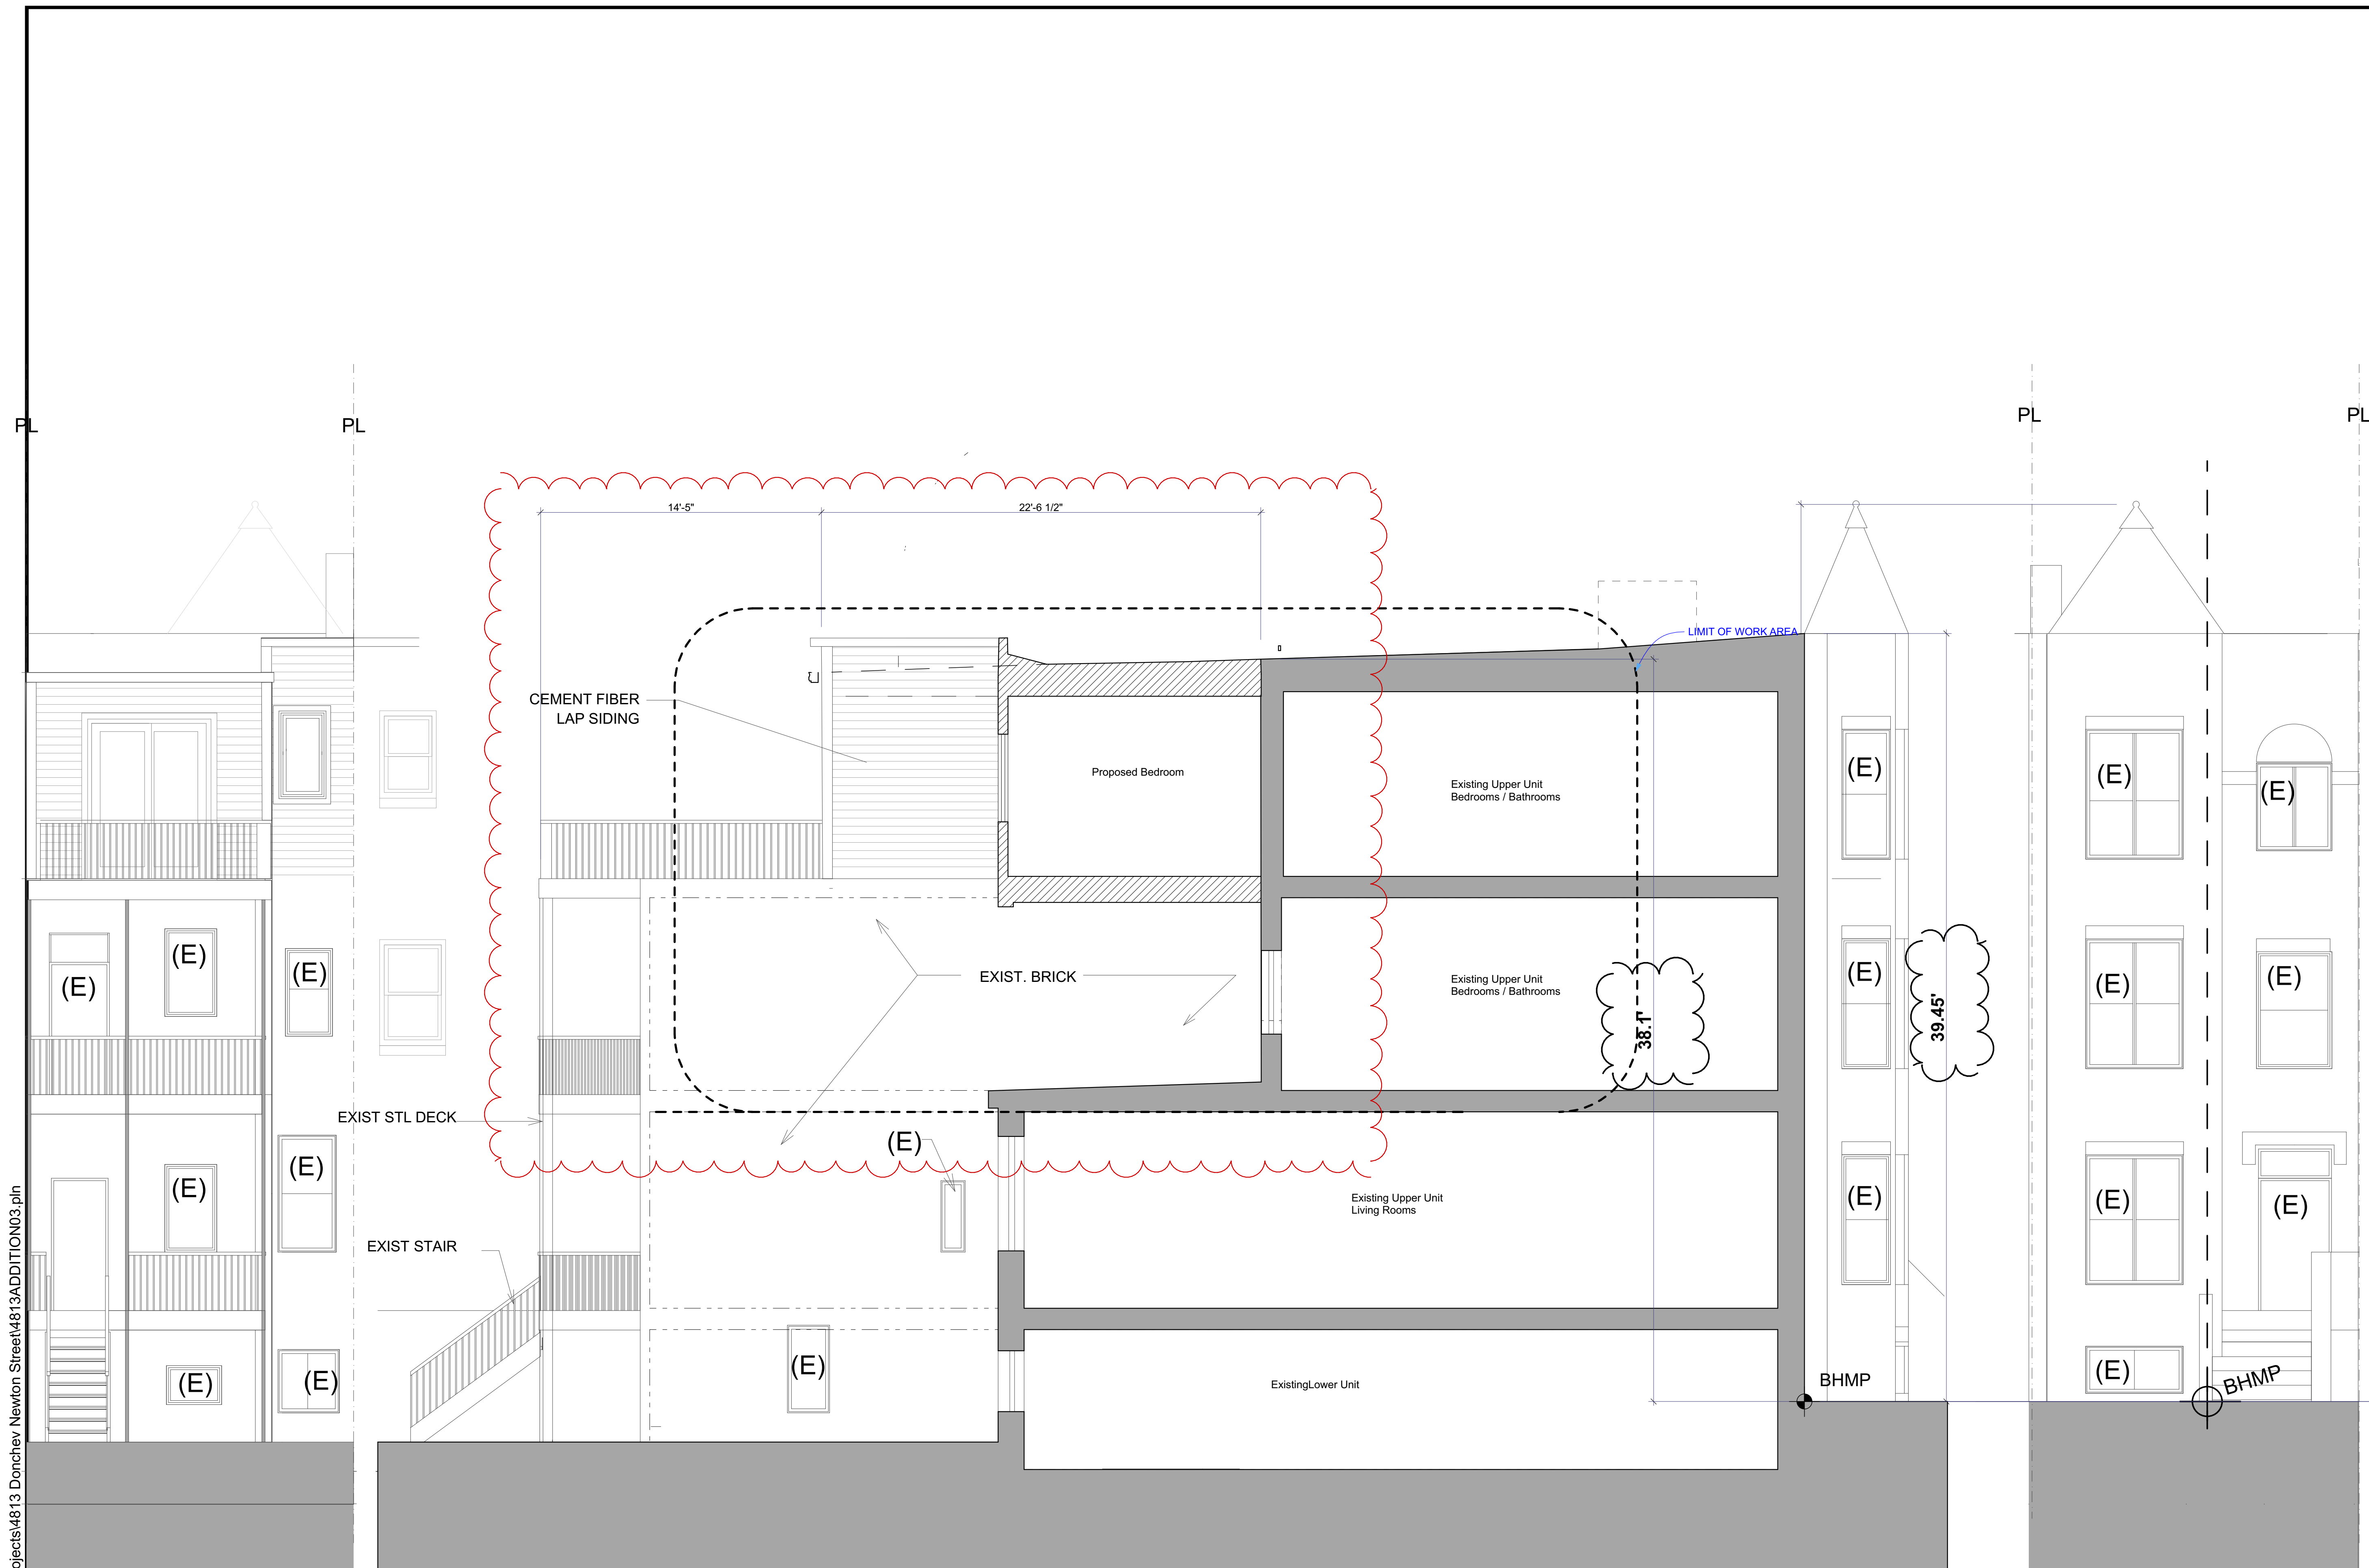 PL
PL
PL
PL
14'-5"
22'-6 1/2"
LIMIT OF WORK AREA
CEMENT FIBER
LAP SIDING
Proposed Bedroom
Existing Upper Unit
Bedrooms / Bathrooms
(E)
(E)
(E)
(E)
(E)
(E)
EXIST. BRICK
Existing Upper Unit
Bedrooms / Bathrooms
38.1'
39.45'
(E)
(E)
(E)
EXIST STL DECK
(E)
(E)
(E)
Existing Upper Unit
Living Rooms
(E)
(E)
(E)
EXIST STAIR
(E)
(E)
(E)
ExistingLower Unit
BHMP
(E)
BHMP
ojects\4813 Donchev Newton Street\4813ADDITION03.pln